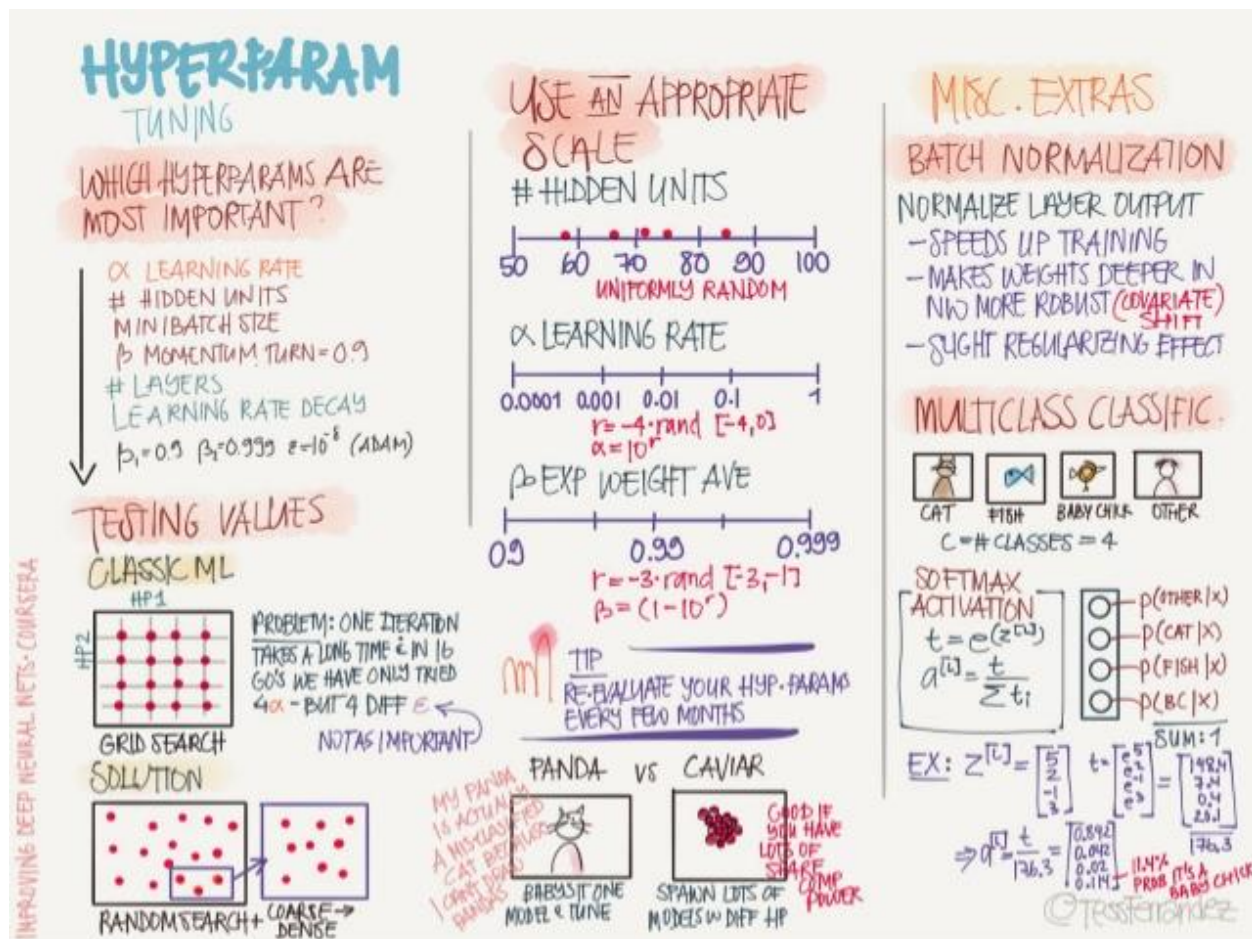 HYPERPARAM
TUNING
WHICH HYPERPARAMS ARE
MOST IMPORTANT?
α LEARNING RATE
# HIDDEN UNITS
MINIBATCH SIZE
β MOMENTUM TURN = 0.9
# LAYERS
LEARNING RATE DECAY
β₁=0.9 β₂=0.999 ε=10⁻⁸ (ADAM)
TESTING VALUES
CLASSIC ML
HP1
HP2
PROBLEM: ONE ITERATION
TAKES A LONG TIME & IN 16
GO'S WE HAVE ONLY TRIED
4α - BUT 4 DIFF ε
NOT AS IMPORTANT
GRID SEARCH
SOLUTION
RANDOM SEARCH +
COARSE →
DENSE
IMPROVING DEEP NEURAL NETS · COURSERA
USE AN APPROPRIATE
SCALE
# HIDDEN UNITS
50 60 70 80 90 100
UNIFORMLY RANDOM
α LEARNING RATE
0.0001 0.001 0.01 0.1 1
r = -4·rand [-4,0]
α = 10ʳ
β EXP WEIGHT AVE
0.9 0.99 0.999
r = -3·rand [-3,-1]
β = (1-10ʳ)
TIP
RE-EVALUATE YOUR HYP. PARAMS
EVERY FEW MONTHS
PANDA vs CAVIAR
MY PANDA
IS ACTUALLY
A MISCLASSIFIED
CAT BECAUSE
I CAN'T DRAW
PANDAS
BABYSIT ONE
MODEL & TUNE
GOOD IF
YOU HAVE
LOTS OF
SHARE
COMP
POWER
SPAWN LOTS OF
MODELS W DIFF HP
MISC. EXTRAS
BATCH NORMALIZATION
NORMALIZE LAYER OUTPUT
- SPEEDS UP TRAINING
- MAKES WEIGHTS DEEPER IN
NW MORE ROBUST (COVARIATE)
SHIFT
- SLIGHT REGULARIZING EFFECT
MULTICLASS CLASSIFIC.
CAT FISH BABY CHICK OTHER
C = # CLASSES = 4
SOFTMAX
ACTIVATION
t = e^(z^[L])
a^[L] = t / Σ tᵢ
p(OTHER|X)
p(CAT|X)
p(FISH|X)
p(BC|X)
SUM: 1
EX: z^[L] = [5 2 -1 3] t = [e⁵ e² e⁻¹ e³] = [148.4 7.4 0.4 20.1]
176.3
⇒ a^[L] = t / 176.3 = [0.842 0.042 0.02 0.114]
11.4%
PROB IT'S A
BABY CHICK
© TessFerrandez